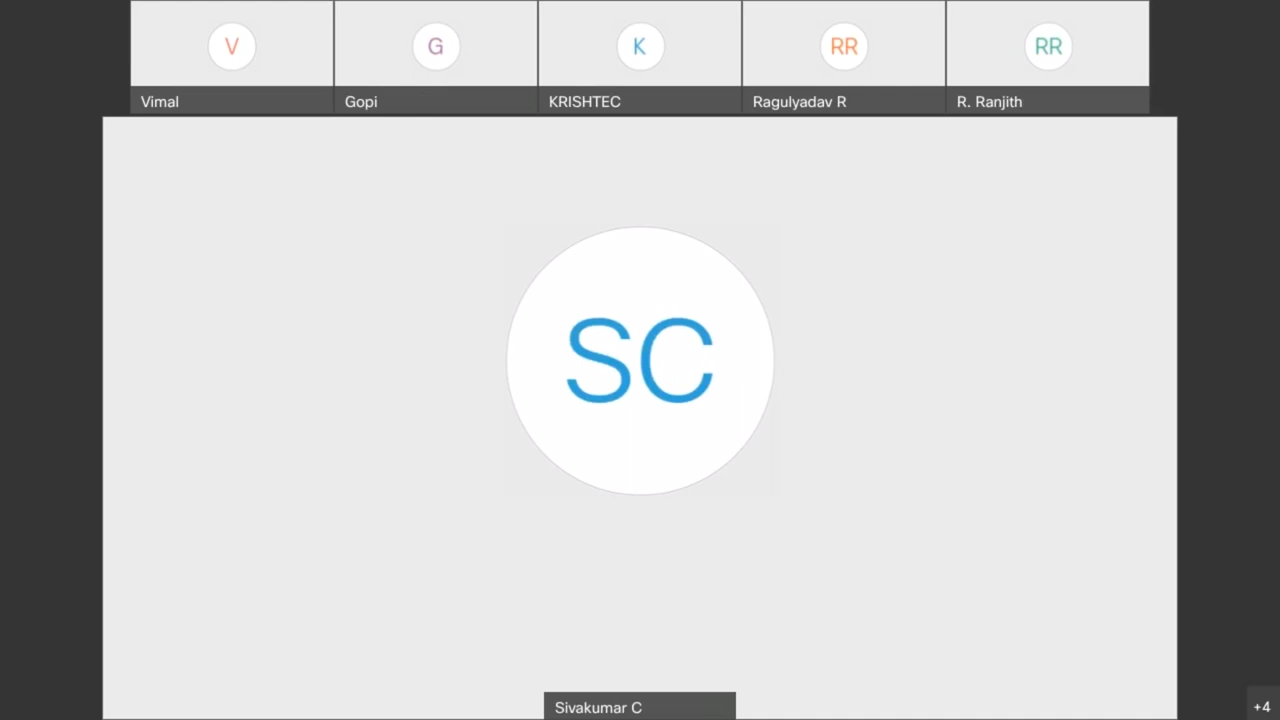 V
G
K
RR
RR
Vimal
Gopi
KRISHTEC
Ragulyadav R
R. Ranjith
SC
Sivakumar C
+4